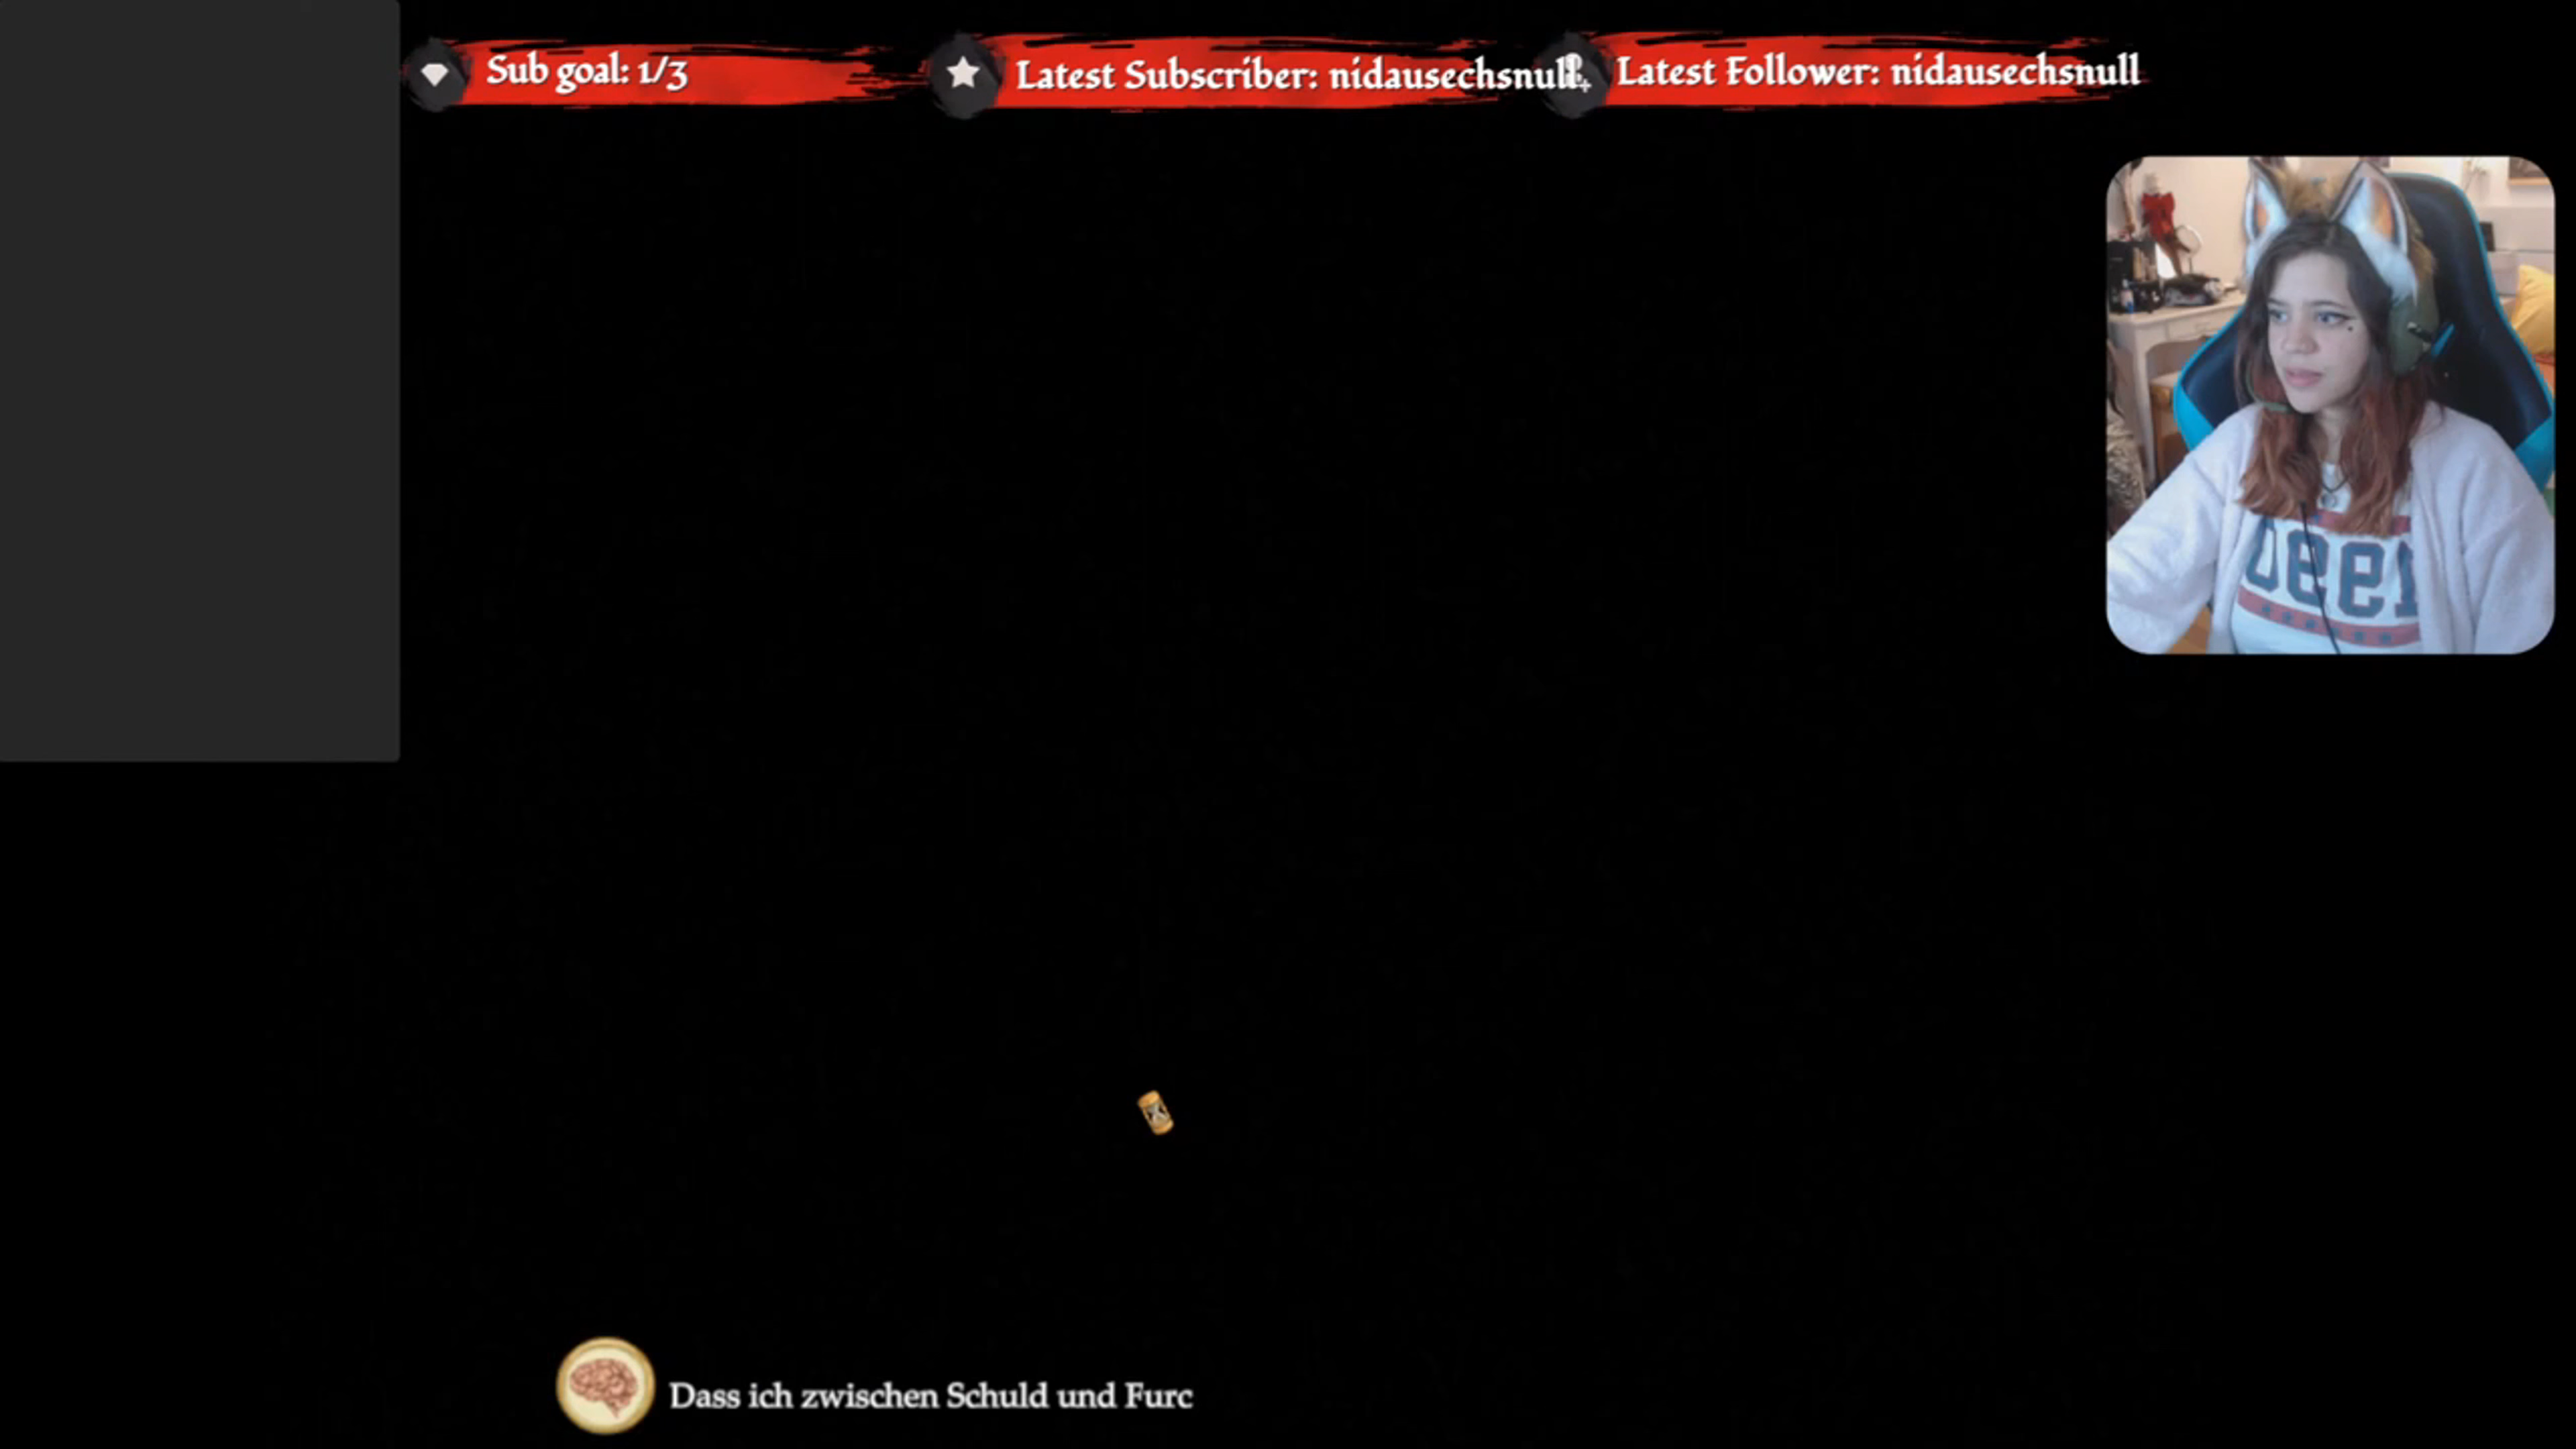 Sub goal: 1/3
Latest Subscriber: nidausechsnull
Latest Follower: nidausechsnull
Dass ich zwischen Schuld und Furc